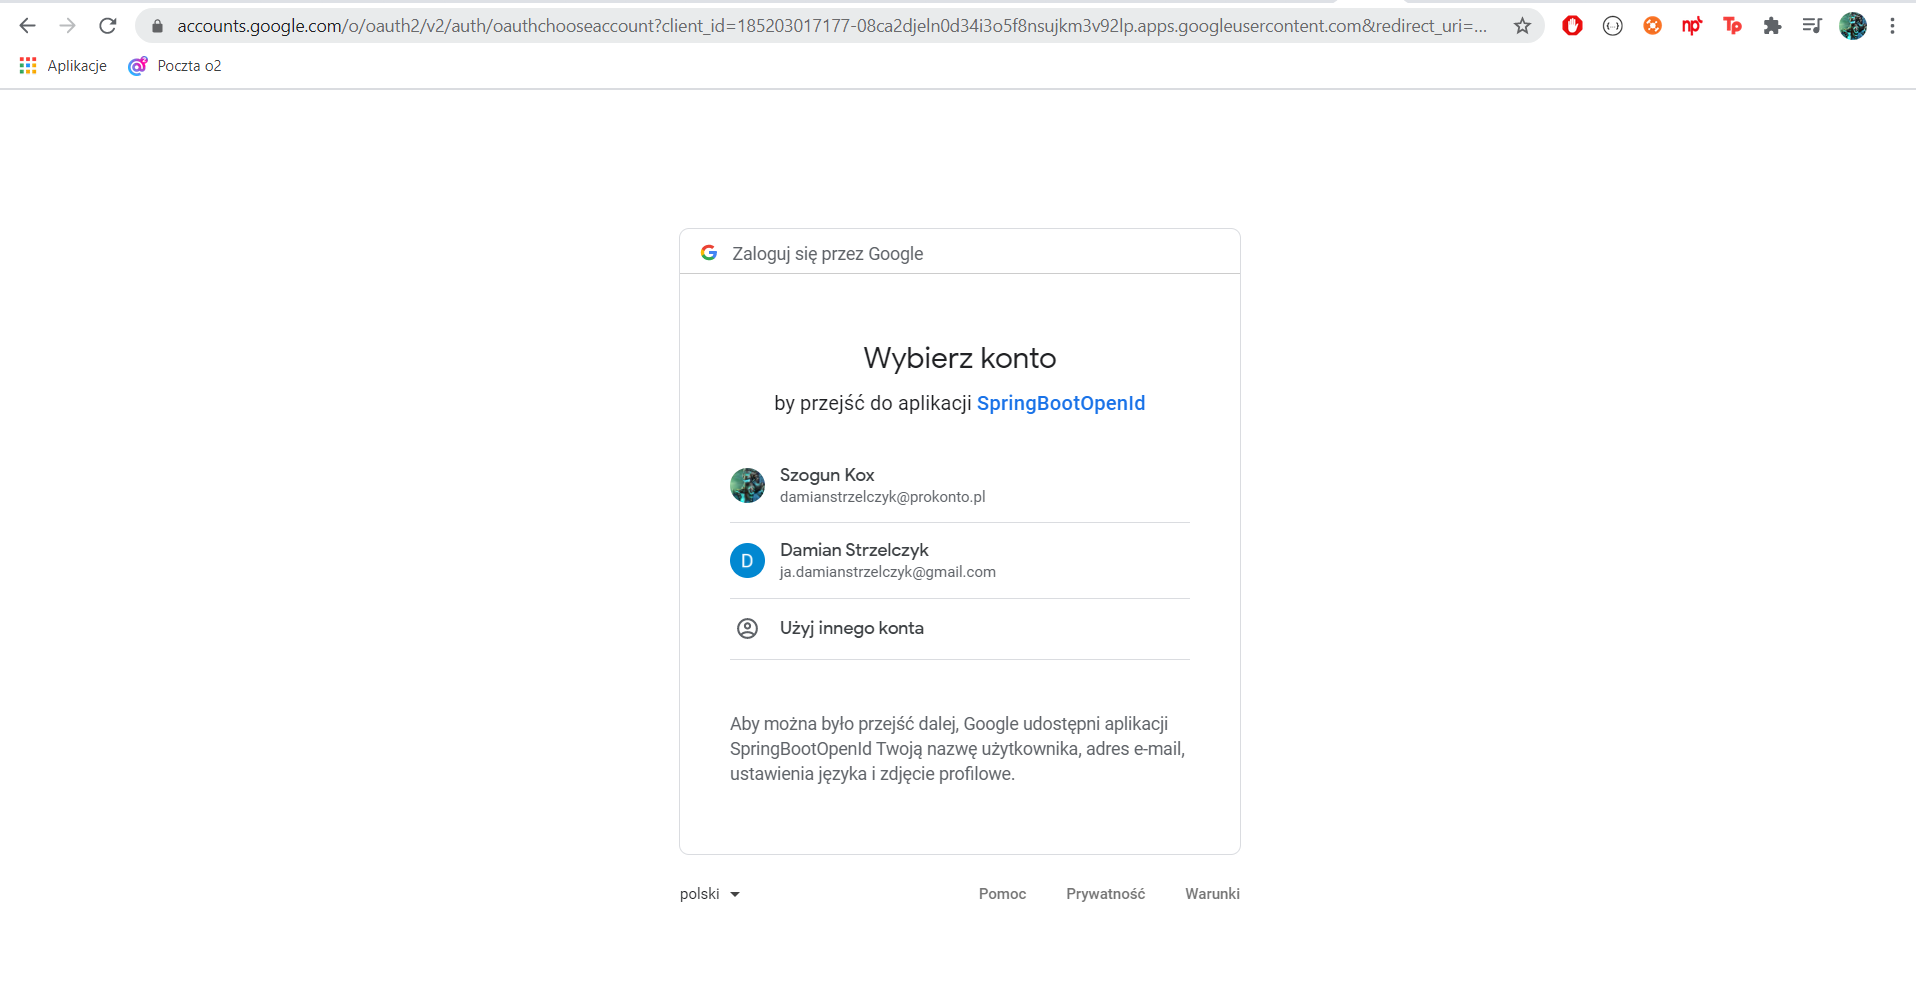 accounts.google.com/o/oauth2/v2/auth/oauthchooseaccount?client_id=185203017177-08ca2djeln0d34i3o5f8nsujkm3v92lp.apps.googleusercontent.com&redirect_uri=...
Aplikacje Poczta o2
Zaloguj się przez Google
Wybierz konto
by przejść do aplikacji SpringBootOpenId
Szogun Kox
damianstrzelczyk@prokonto.pl
D
Damian Strzelczyk
ja.damianstrzelczyk@gmail.com
Użyj innego konta
Aby można było przejść dalej, Google udostępni aplikacji
SpringBootOpenId Twoją nazwę użytkownika, adres e-mail,
ustawienia języka i zdjęcie profilowe.
polski Pomoc Prywatność Warunki